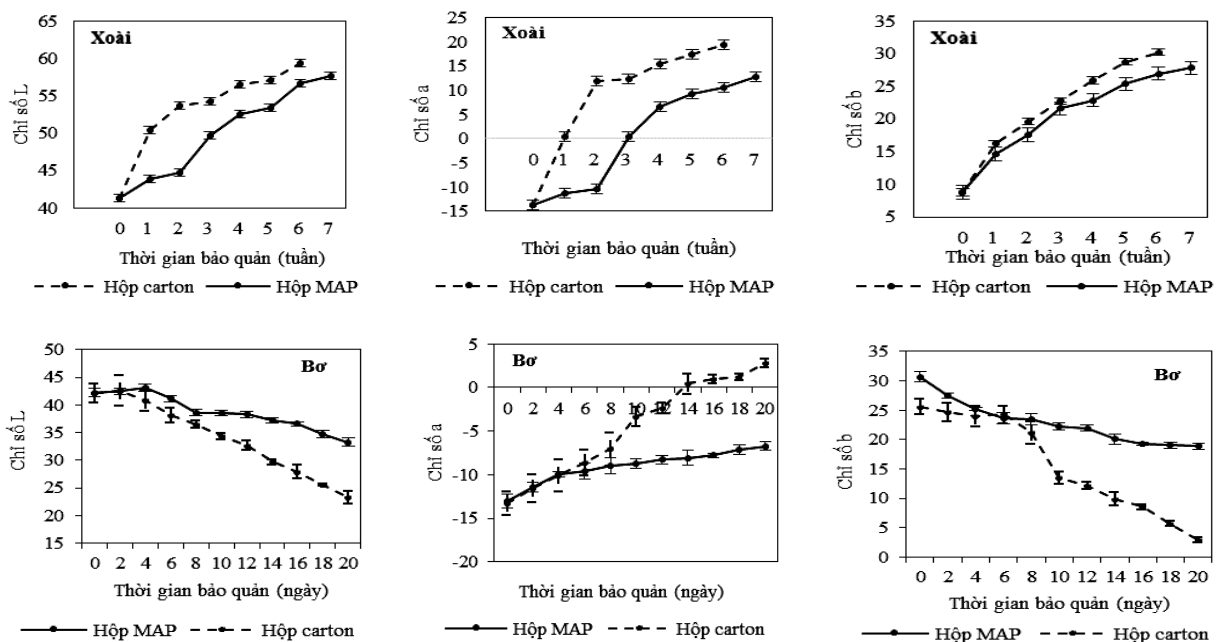 Xoài
Chỉ số L
65
60
55
50
45
40
0 1 2 3 4 5 6 7
Thời gian bảo quản (tuần)
Hộp carton Hộp MAP
Xoài
Chỉ số a
25
20
15
10
5
0
-5
-10
-15
0 1 2 3 4 5 6 7
Thời gian bảo quản (tuần)
Hộp carton Hộp MAP
Xoài
Chỉ số b
35
30
25
20
15
10
5
0 1 2 3 4 5 6 7
Thời gian bảo quản (tuần)
Hộp carton Hộp MAP
Bơ
Chỉ số L
50
45
40
35
30
25
20
15
0 2 4 6 8 10 12 14 16 18 20
Thời gian bảo quản (ngày)
Hộp MAP Hộp carton
Bơ
Chỉ số a
5
0
-5
-10
-15
-20
0 2 4 6 8 10 12 14 16 18 20
Thời gian bảo quản (ngày)
Hộp MAP Hộp carton
Bơ
Chỉ số b
35
30
25
20
15
10
5
0
0 2 4 6 8 10 12 14 16 18 20
Thời gian bảo quản (ngày)
Hộp MAP Hộp carton